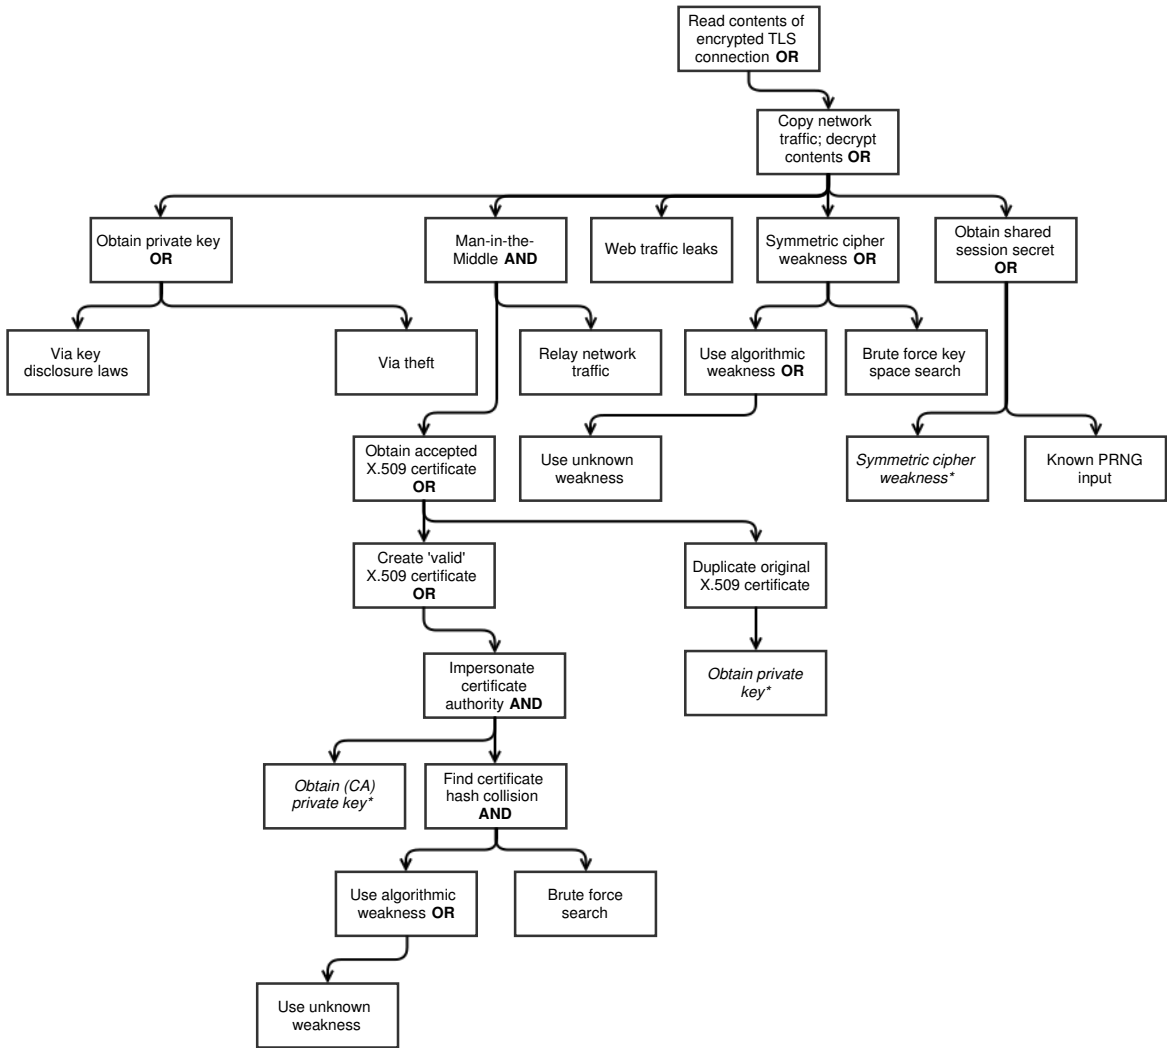 Read contents of
encrypted TLS
connection OR
Copy network
traffic; decrypt
contents OR
Obtain private key
OR
Man-in-the-
Middle AND
Web traffic leaks
Symmetric cipher
weakness OR
Obtain shared
session secret
OR
Via key
disclosure laws
Via theft
Relay network
traffic
Use algorithmic
weakness OR
Brute force key
space search
Obtain accepted
X.509 certificate
OR
Use unknown
weakness
Symmetric cipher
weakness*
Known PRNG
input
Create 'valid'
X.509 certificate
OR
Duplicate original
X.509 certificate
Impersonate
certificate
authority AND
Obtain private
key*
Obtain (CA)
private key*
Find certificate
hash collision
AND
Use algorithmic
weakness OR
Brute force
search
Use unknown
weakness